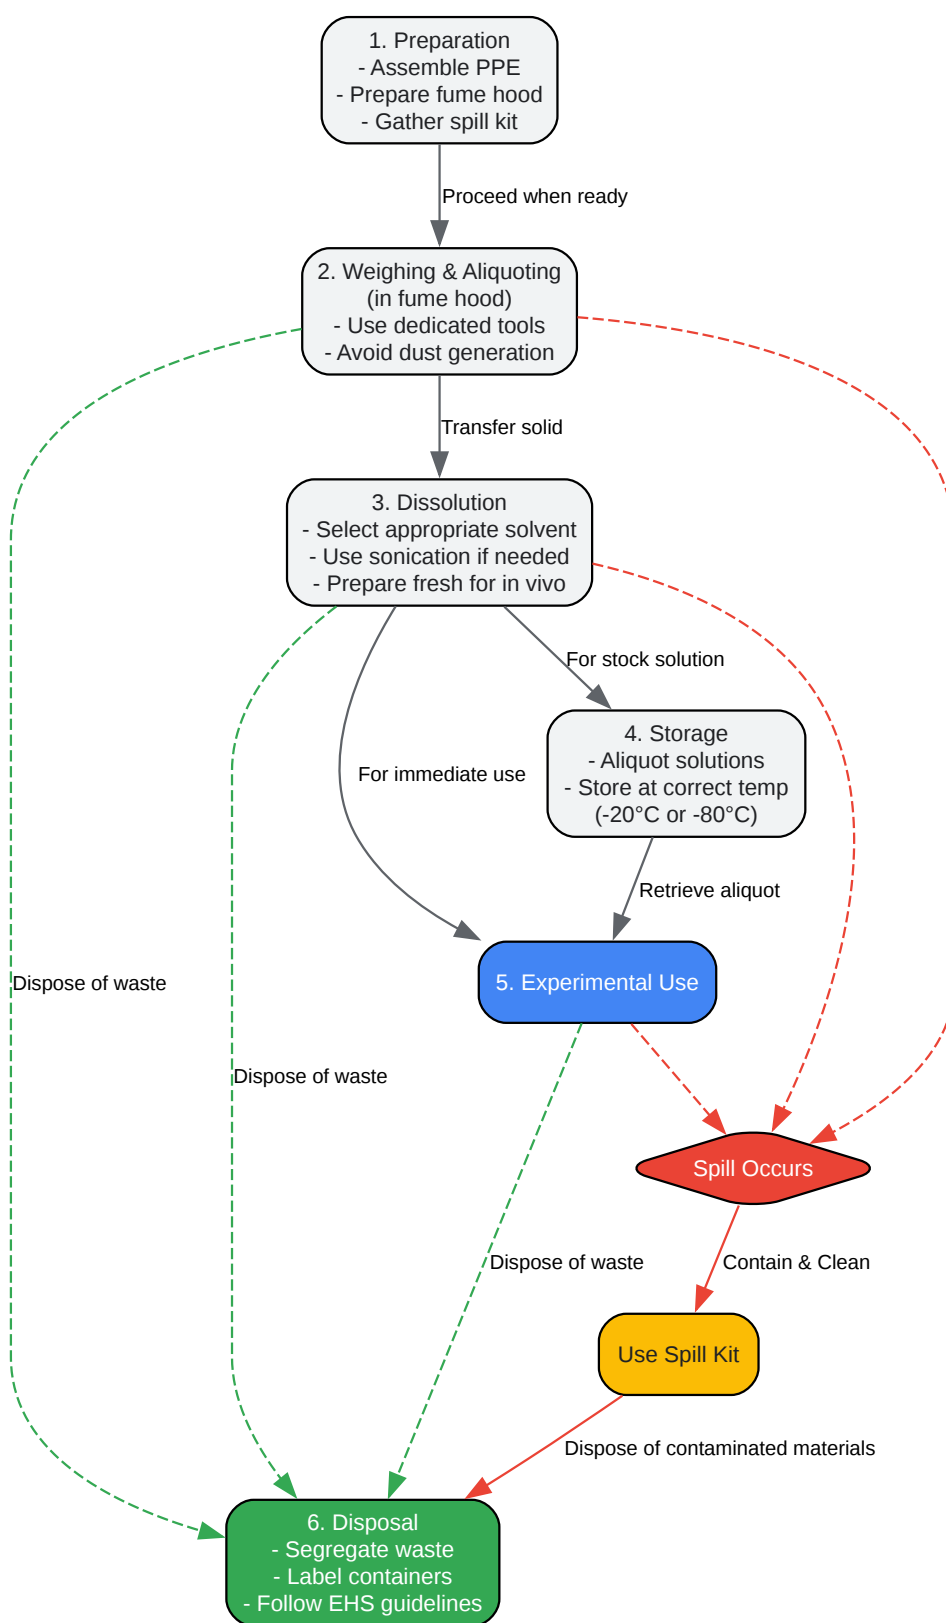 1. Preparation
- Assemble PPE
- Prepare fume hood
- Gather spill kit
Proceed when ready
2. Weighing & Aliquoting
(in fume hood)
- Use dedicated tools
- Avoid dust generation
Transfer solid
3. Dissolution
- Select appropriate solvent
- Use sonication if needed
- Prepare fresh for in vivo
For stock solution
4. Storage
- Aliquot solutions
- Store at correct temp
(-20°C or -80°C)
For immediate use
Retrieve aliquot
5. Experimental Use
Dispose of waste
Dispose of waste
Spill Occurs
Dispose of waste
Contain & Clean
Use Spill Kit
Dispose of contaminated materials
6. Disposal
- Segregate waste
- Label containers
- Follow EHS guidelines